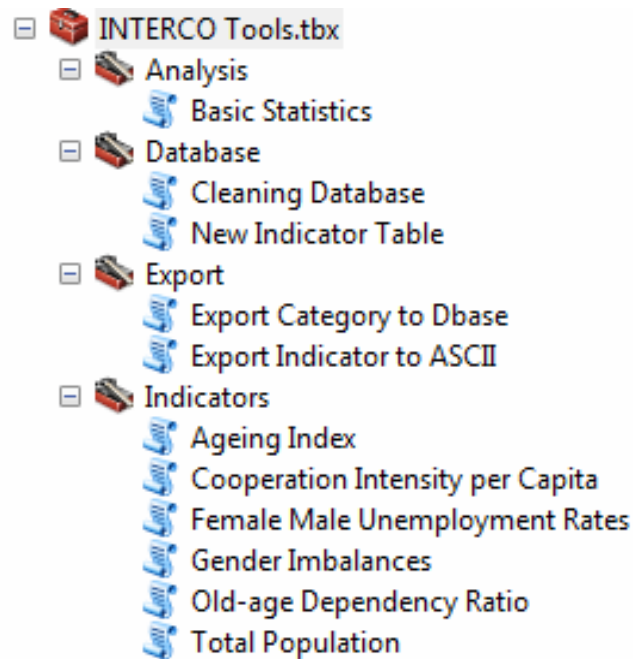 INTERCO Tools.tbx
Analysis
Basic Statistics
Database
Cleaning Database
New Indicator Table
Export
Export Category to Dbase
Export Indicator to ASCII
Indicators
Ageing Index
Cooperation Intensity per Capita
Female Male Unemployment Rates
Gender Imbalances
Old-age Dependency Ratio
Total Population